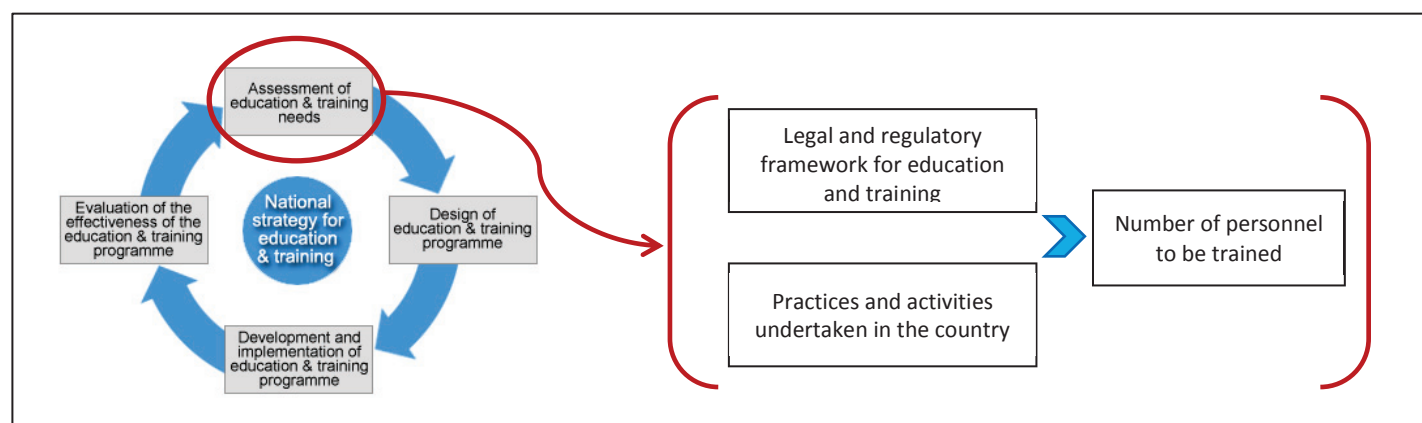 Assessment of
education & training
needs
National
strategy for
education
& training
Design of
education & training
programme
Development and
implementation of
education & training
programme
Evaluation of the
effectiveness of the
education & training
programme
Legal and regulatory
framework for education
and training
Practices and activities
undertaken in the country
Number of personnel
to be trained